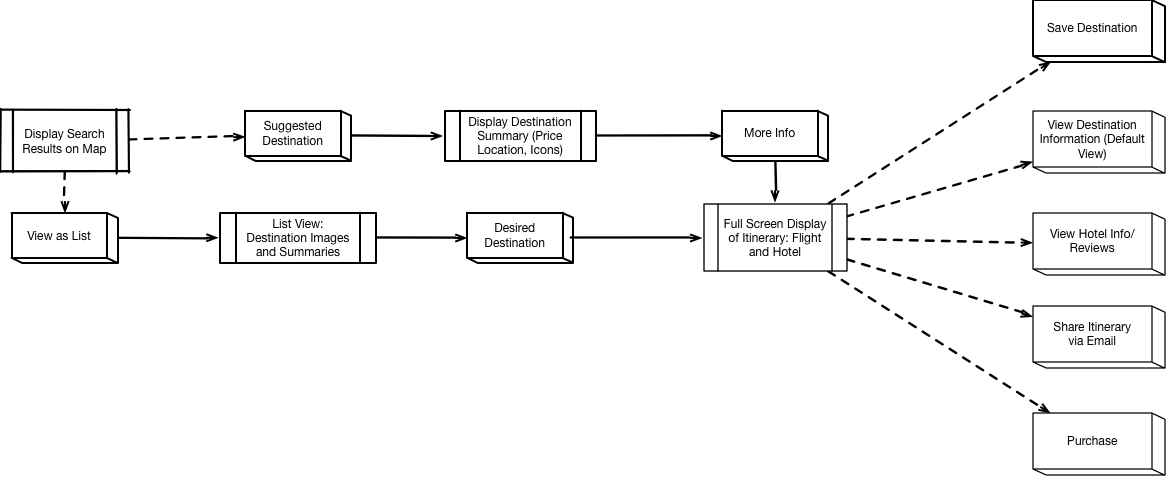 Save Destination
Display Search
Results on Map
Suggested
Destination
Display Destination
Summary (Price
Location, Icons)
More Info
View Destination
Information (Default
View)
View as List
List View:
Destination Images
and Summaries
Desired
Destination
Full Screen Display
of Itinerary: Flight
and Hotel
View Hotel Info/
Reviews
Share Itinerary
via Email
Purchase